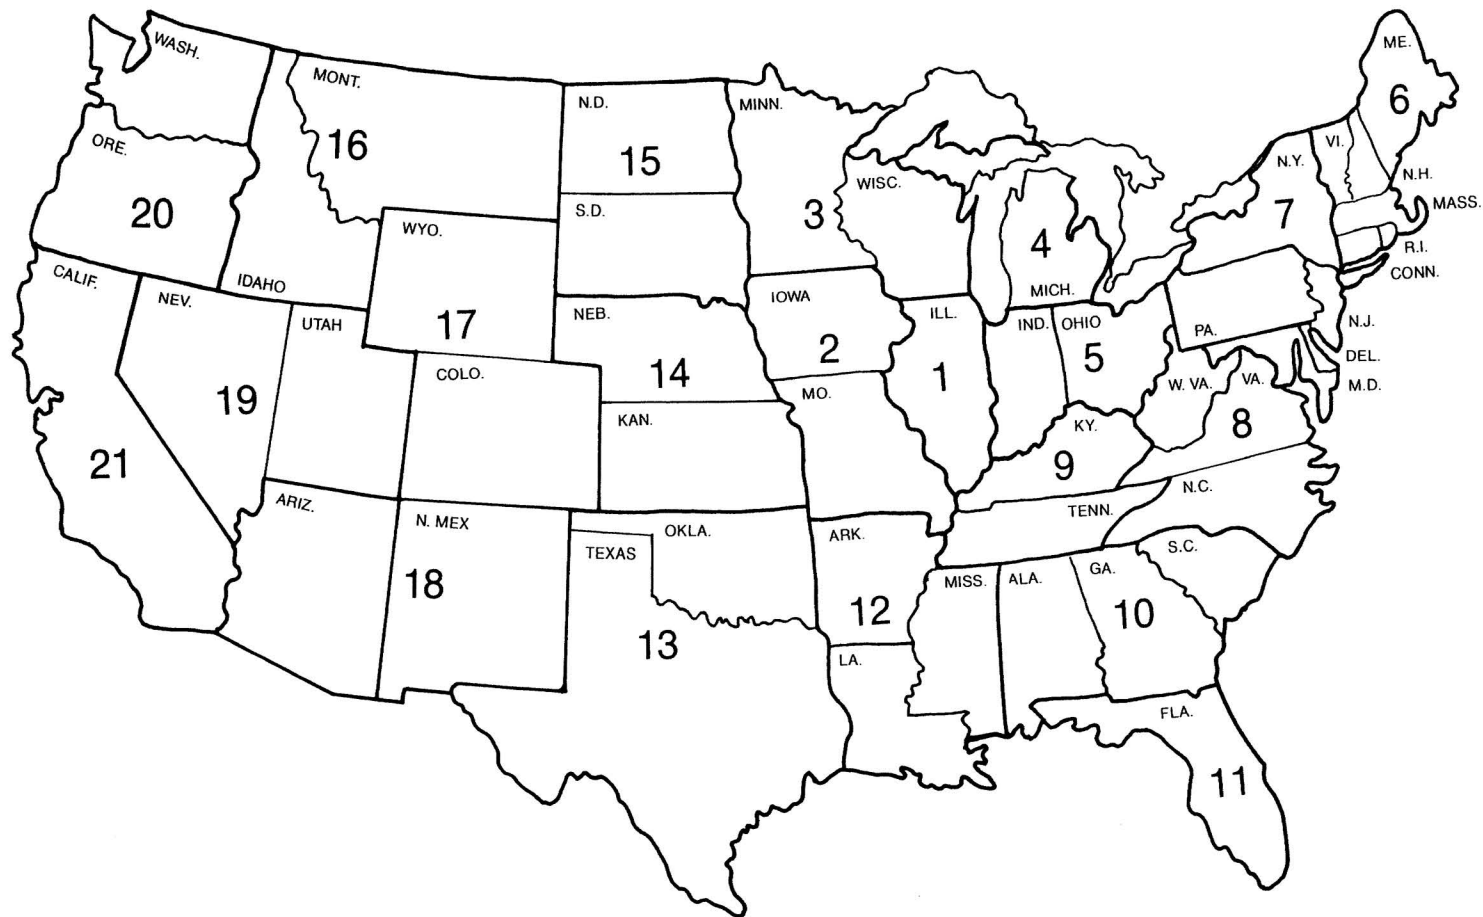 WASH.
MONT.
N.D.
MINN.
ME.
6
ORE.
16
15
WISC.
VI.
N.Y.
N.H.
MASS.
20
WYO.
S.D.
3
4
7
R.I.
CONN.
CALIF.
NEV.
IDAHO
UTAH
17
NEB.
IOWA
2
ILL.
MICH.
IND.
OHIO
PA.
N.J.
DEL.
M.D.
19
COLO.
14
MO.
1
5
W. VA.
VA.
8
21
KAN.
KY.
9
ARIZ.
N. MEX
OKLA.
TENN.
N.C.
TEXAS
ARK.
S.C.
18
12
MISS.
ALA.
GA.
10
13
LA.
FLA.
11